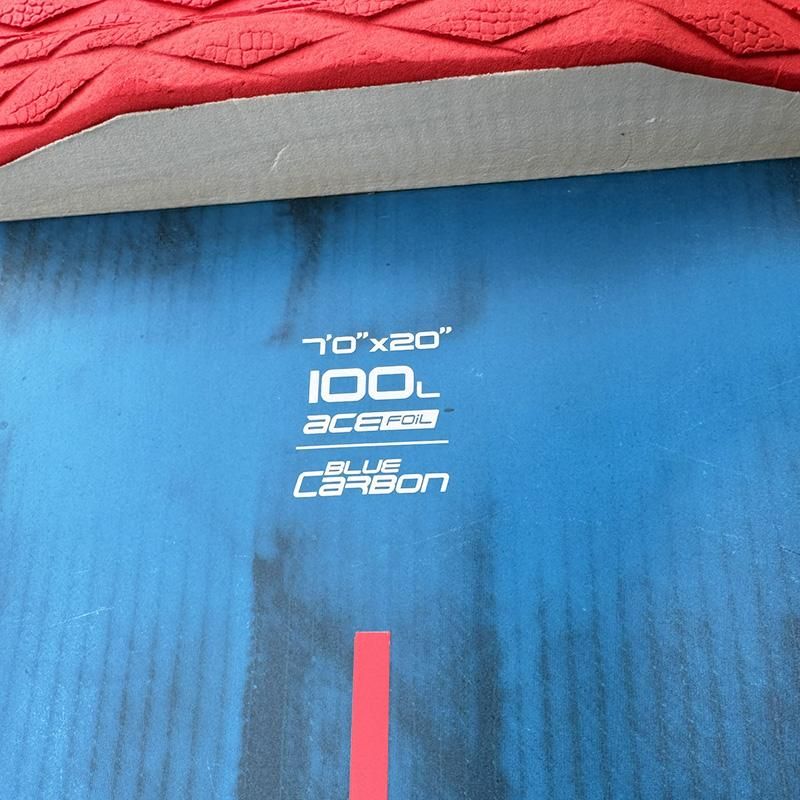 7'0"x20"
100L
ace FOIL
BLUE
CaRBOn